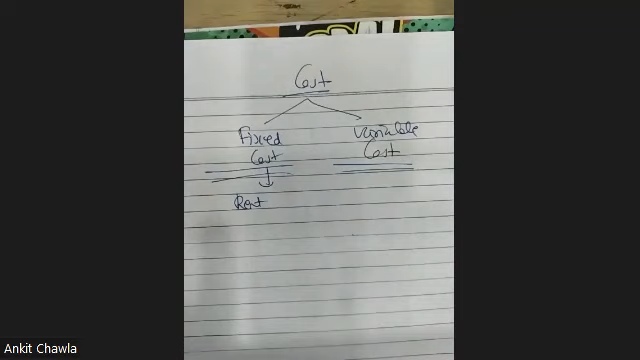 Cost
Fixed
Cost
Variable
Cost
Rent
Ankit Chawla